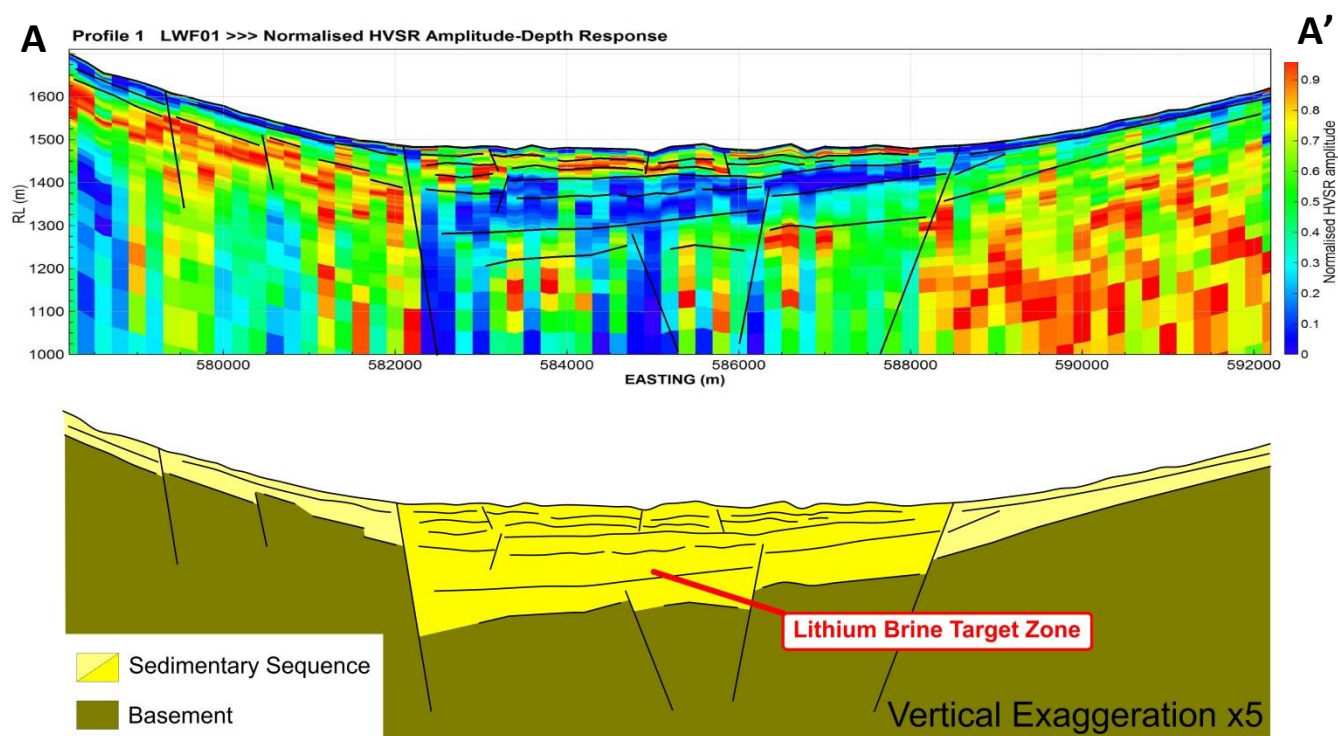 A
A'
Profile 1 LWF01 >>> Normalised HVSR Amplitude-Depth Response
RL (m)
1600
1500
1400
1300
1200
1100
1000
580000
582000
584000
586000
588000
590000
592000
EASTING (m)
0.9
0.8
0.7
0.6
0.5
0.4
0.3
0.2
0.1
0
Normalised HVSR amplitude
Lithium Brine Target Zone
Sedimentary Sequence
Basement
Vertical Exaggeration x5